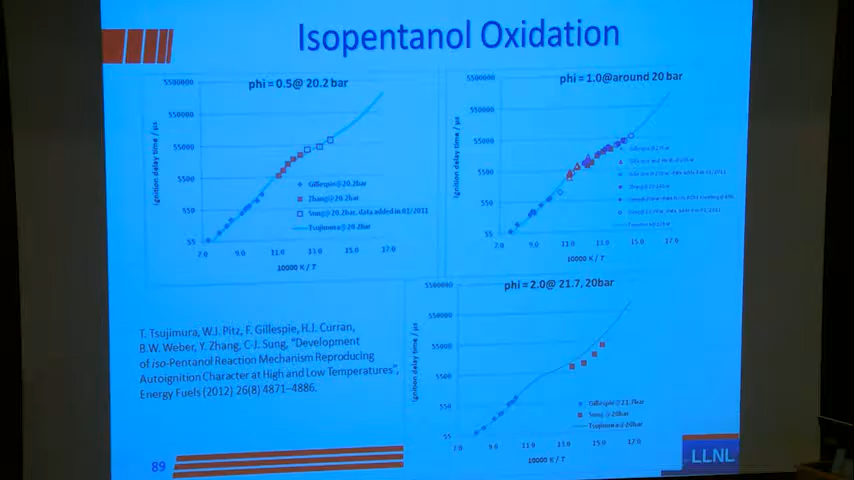 Isopentanol Oxidation
phi = 0.5@ 20.2 bar
5500000
550000
55000
5500
550
55
7.0 9.0 11.0 13.0 15.0 17.0
10000 K / T
Ignition delay time / µs
Gillespie@20.2bar
Zhang@20.2bar
Sung@20.2bar, data added in 01/2011
Tsujimura@20.2bar
phi = 1.0@around 20 bar
5500000
550000
55000
5500
550
55
7.0 9.0 11.0 13.0 15.0 17.0
10000 K / T
Ignition delay time / µs
phi = 2.0@ 21.7, 20bar
5500000
550000
55000
5500
550
55
7.0 9.0 11.0 13.0 15.0 17.0
10000 K / T
Ignition delay time / µs
Gillespie@21.7bar
Sung@20bar
Tsujimura@20bar
T. Tsujimura, W.J. Pitz, F. Gillespie, H.J. Curran,
B.W. Weber, Y. Zhang, C-J. Sung, "Development
of iso-Pentanol Reaction Mechanism Reproducing
Autoignition Character at High and Low Temperatures",
Energy Fuels (2012) 26(8) 4871–4886.
89
LLNL